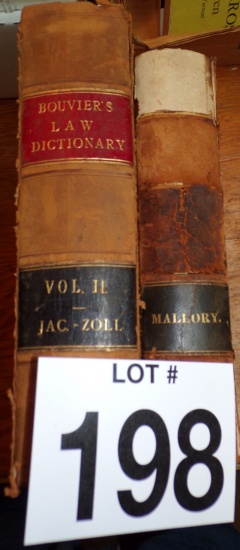 BOUVIER'S
LAW
DICTIONARY
VOL. II.
JAC.-ZOLL
MALLORY.
LOT #
198